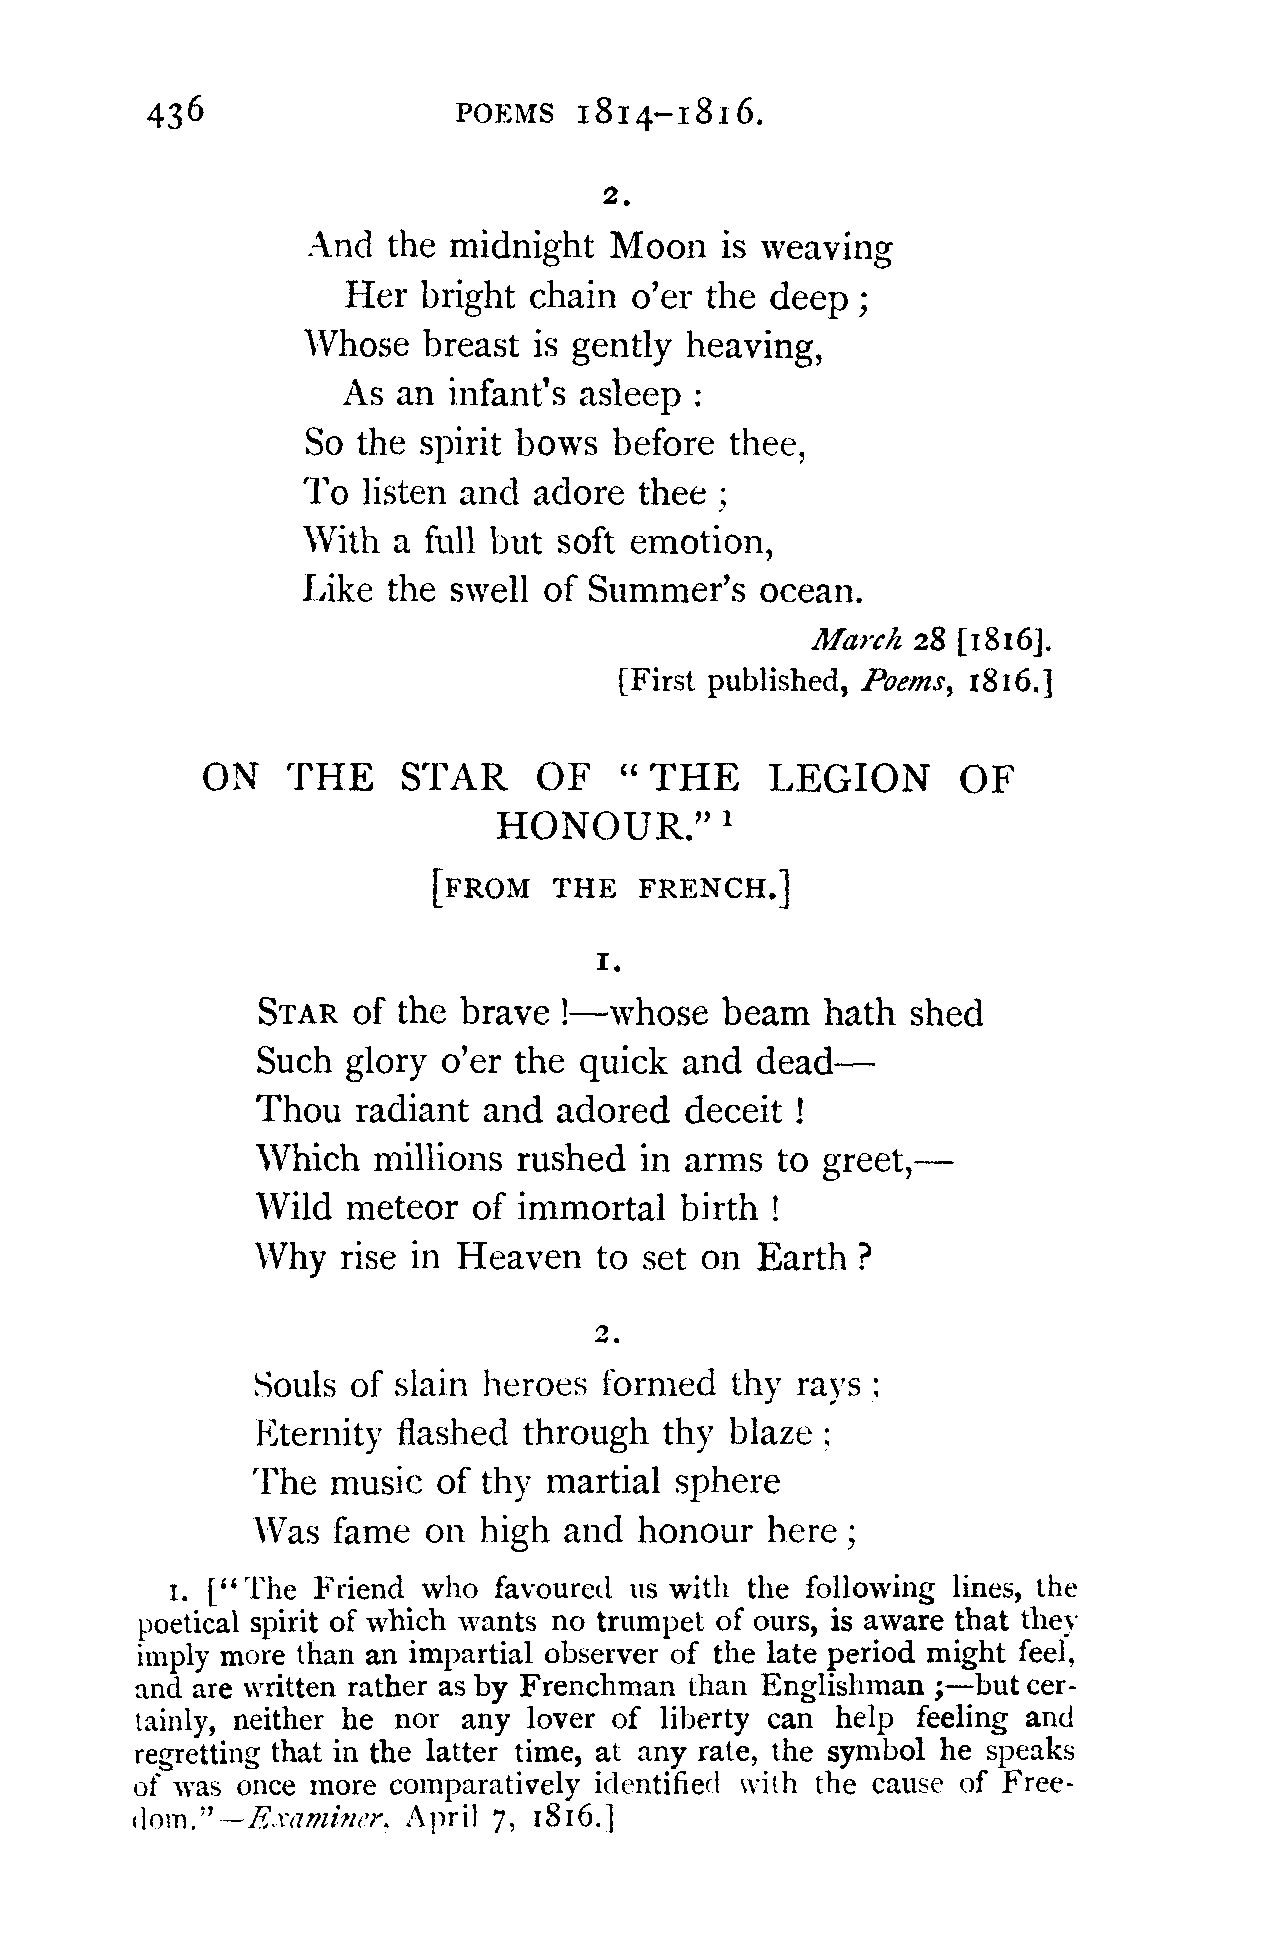 436 POEMS 1814–1816.
2.
And the midnight Moon is weaving
Her bright chain o'er the deep ;
Whose breast is gently heaving,
As an infant's asleep :
So the spirit bows before thee,
To listen and adore thee ;
With a full but soft emotion,
Like the swell of Summer's ocean.
March 28 [1816].
[First published, Poems, 1816.]
ON THE STAR OF “THE LEGION OF
HONOUR.” 1
[FROM THE FRENCH.]
1.
STAR of the brave !—whose beam hath shed
Such glory o'er the quick and dead—
Thou radiant and adored deceit !
Which millions rushed in arms to greet,—
Wild meteor of immortal birth !
Why rise in Heaven to set on Earth ?
2.
Souls of slain heroes formed thy rays ;
Eternity flashed through thy blaze ;
The music of thy martial sphere
Was fame on high and honour here ;
1. [“The Friend who favoured us with the following lines, the
poetical spirit of which wants no trumpet of ours, is aware that they
imply more than an impartial observer of the late period might feel,
and are written rather as by Frenchman than Englishman ;—but cer-
tainly, neither he nor any lover of liberty can help feeling and
regretting that in the latter time, at any rate, the symbol he speaks
of was once more comparatively identified with the cause of Free-
dom.”—Examiner, April 7, 1816.]